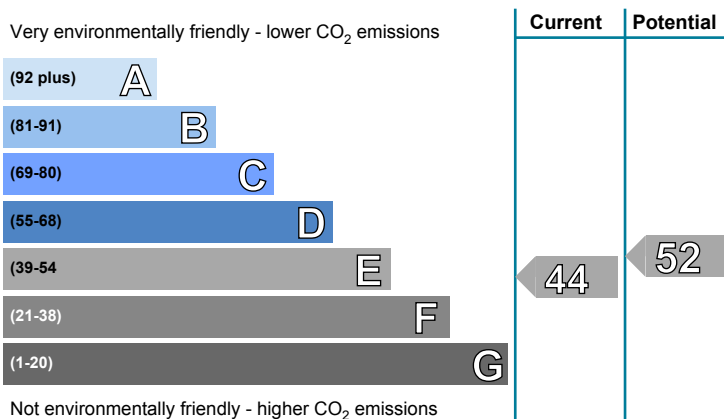 Current Potential
Very environmentally friendly - lower CO2 emissions
(92 plus) A
(81-91) B
(69-80) C
(55-68) D
(39-54 E
52
44
(21-38) F
(1-20) G
Not environmentally friendly - higher CO2 emissions